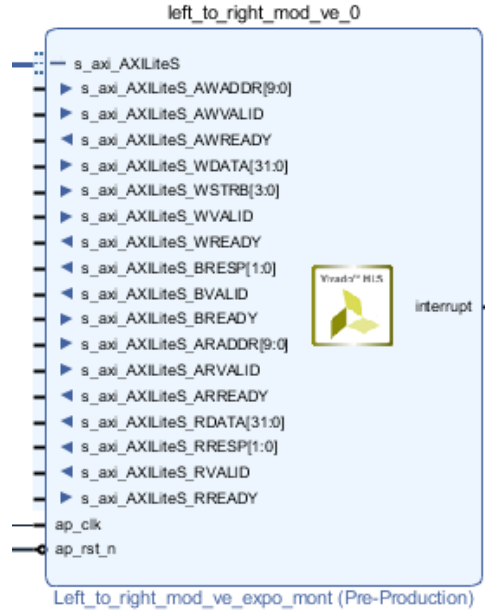 left_to_right_mod_ve_0
s_axi_AXILiteS
s_axi_AXILiteS_AWADDR[9:0]
s_axi_AXILiteS_AWVALID
s_axi_AXILiteS_AWREADY
s_axi_AXILiteS_WDATA[31:0]
s_axi_AXILiteS_WSTRB[3:0]
s_axi_AXILiteS_WVALID
s_axi_AXILiteS_WREADY
s_axi_AXILiteS_BRESP[1:0]
s_axi_AXILiteS_BVALID
s_axi_AXILiteS_BREADY
s_axi_AXILiteS_ARADDR[9:0]
s_axi_AXILiteS_ARVALID
s_axi_AXILiteS_ARREADY
s_axi_AXILiteS_RDATA[31:0]
s_axi_AXILiteS_RRESP[1:0]
s_axi_AXILiteS_RVALID
s_axi_AXILiteS_RREADY
ap_clk
ap_rst_n
Vivado™ HLS
interrupt
Left_to_right_mod_ve_expo_mont (Pre-Production)